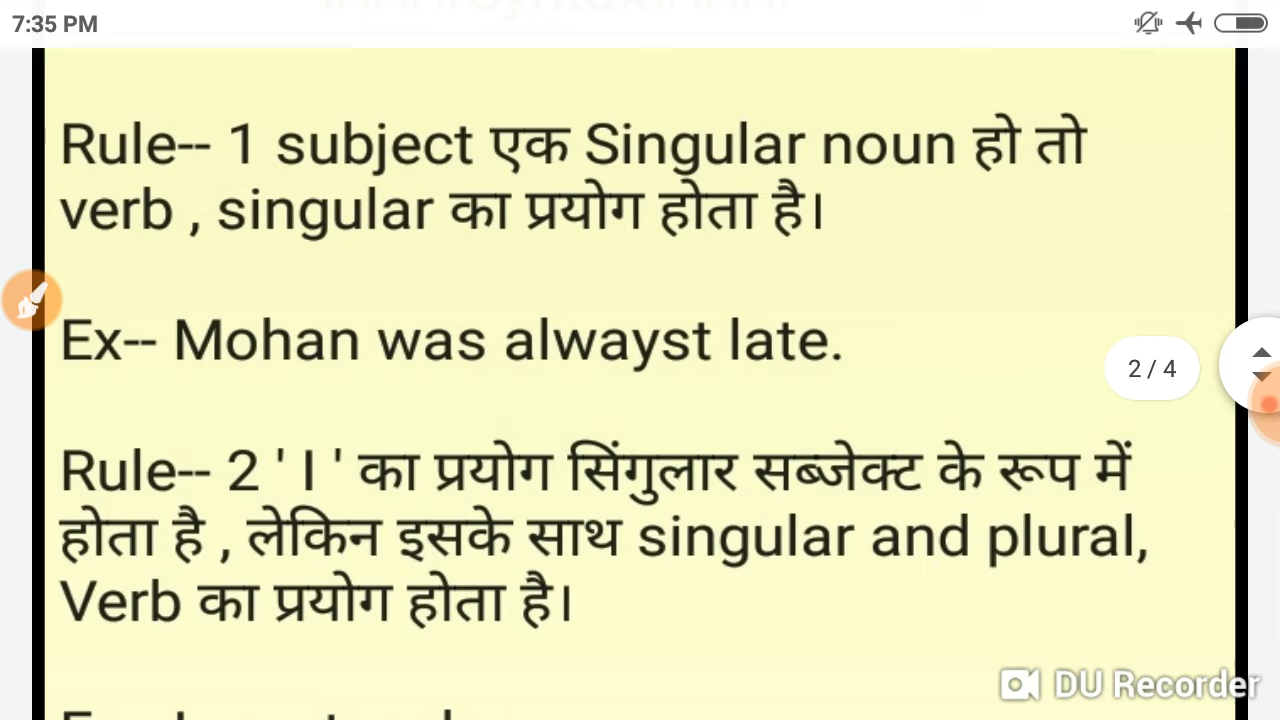 7:35 PM
Rule-- 1 subject एक Singular noun हो तो
verb , singular का प्रयोग होता है।
Ex-- Mohan was alwayst late.
2 / 4
Rule-- 2 ' I ' का प्रयोग सिंगुलार सब्जेक्ट के रूप में
होता है , लेकिन इसके साथ singular and plural,
Verb का प्रयोग होता है।
DU Recorder